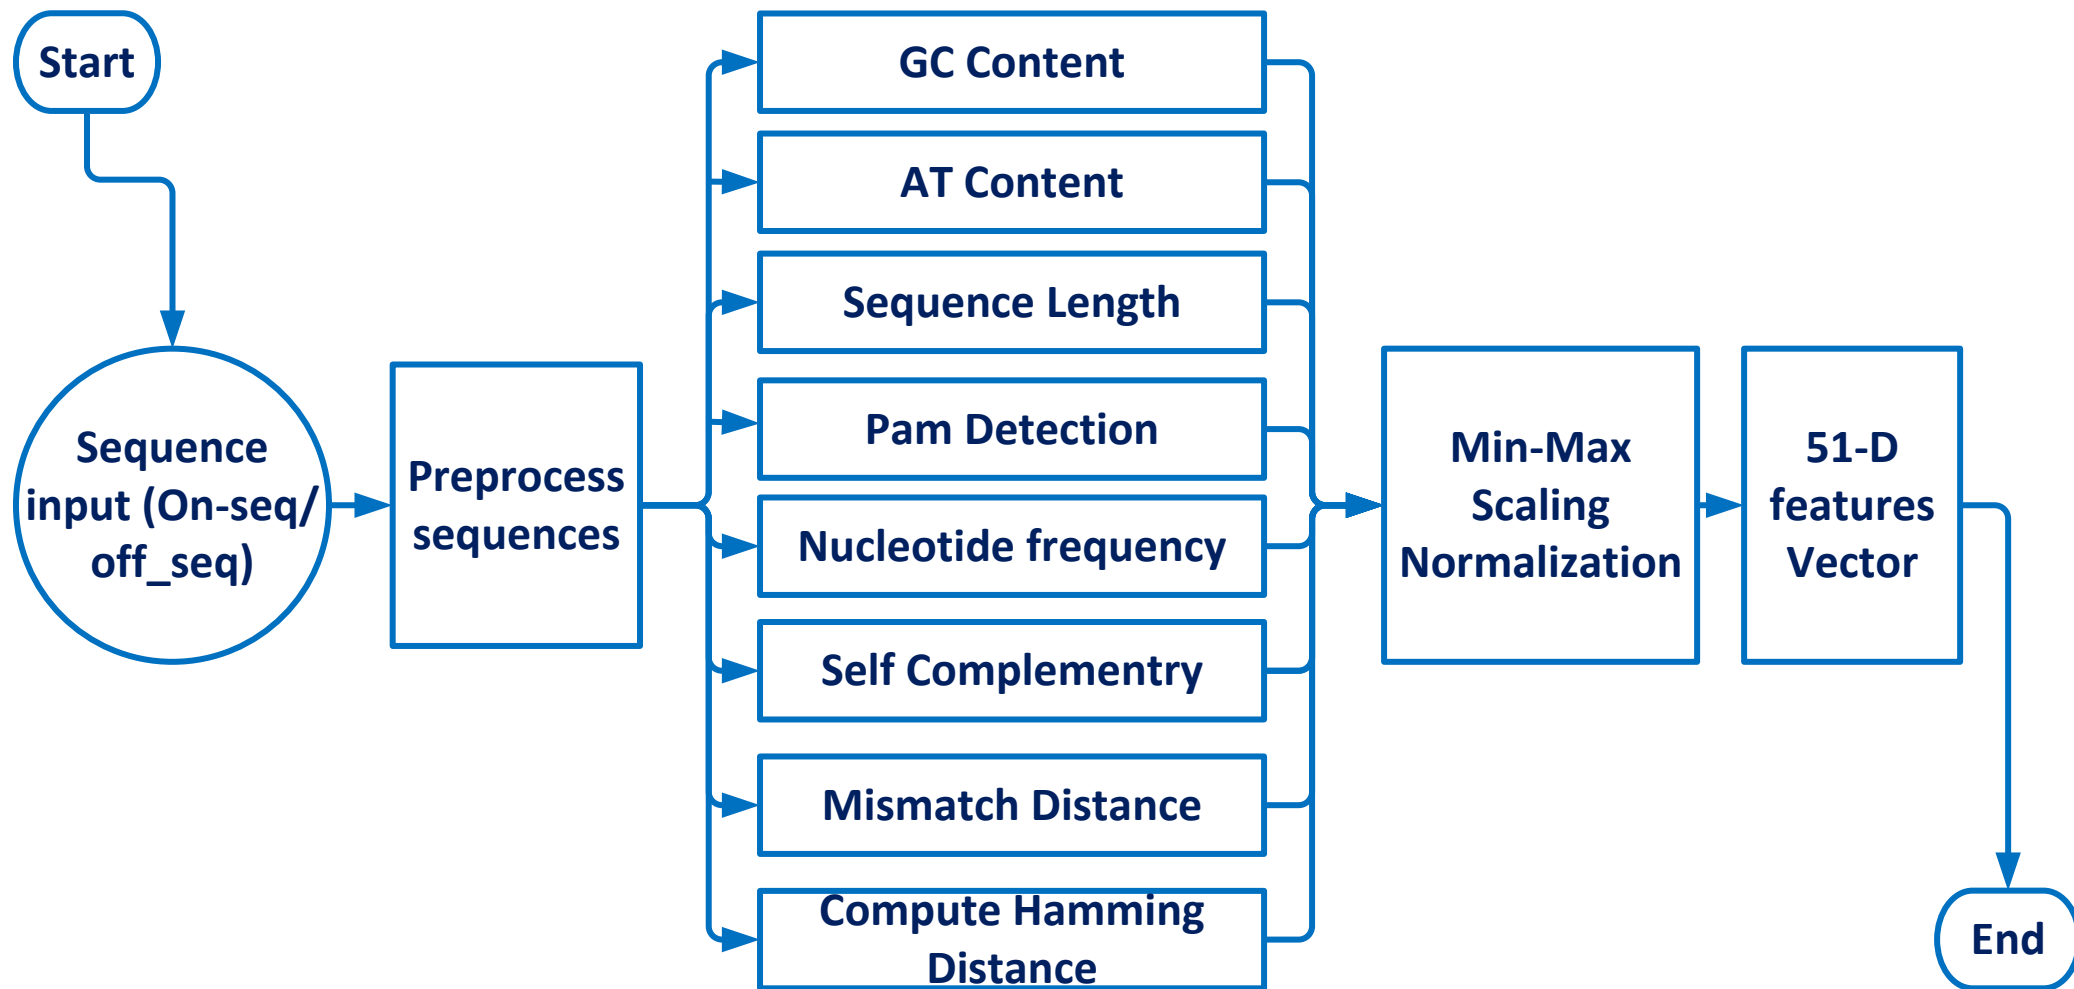 Start
Sequence
input (On-seq/
off_seq)
Preprocess
sequences
GC Content
AT Content
Sequence Length
Pam Detection
Nucleotide frequency
Self Complementry
Mismatch Distance
Compute Hamming
Distance
Min-Max
Scaling
Normalization
51-D
features
Vector
End